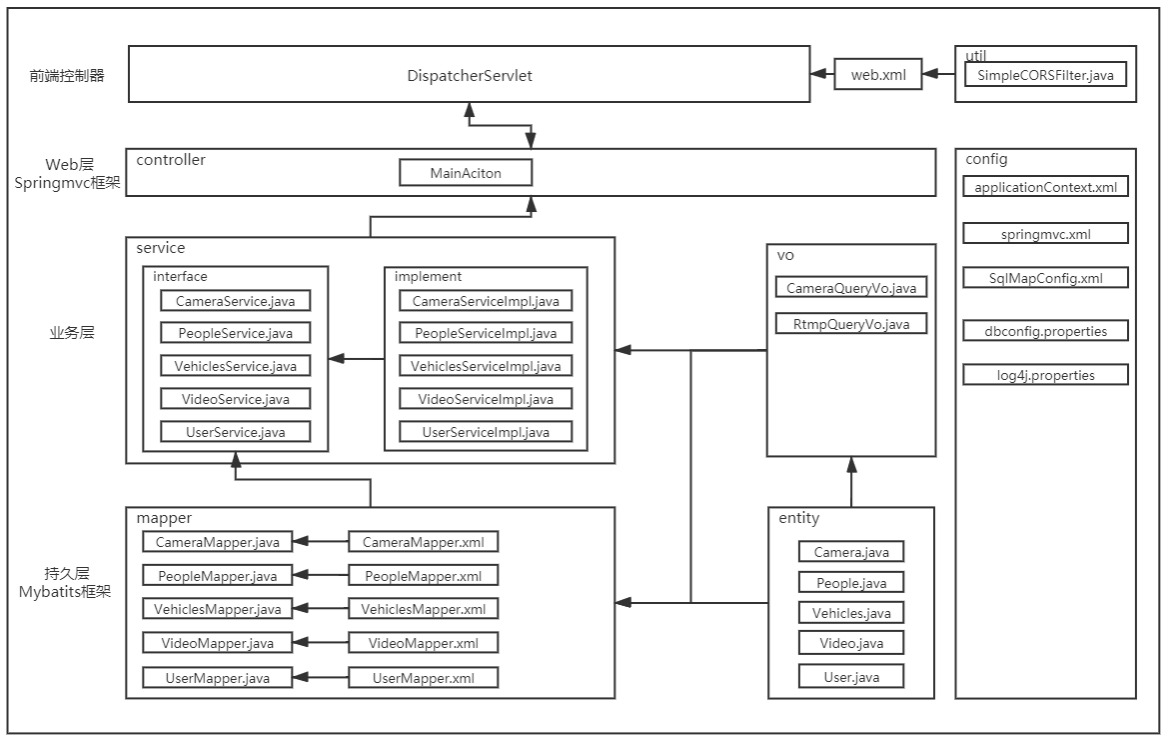 前端控制器
DispatcherServlet
web.xml
util
SimpleCORSFilter.java
Web层
Springmvc框架
controller
MainAciton
config
applicationContext.xml
springmvc.xml
SqlMapConfig.xml
dbconfig.properties
log4j.properties
业务层
service
interface
CameraService.java
PeopleService.java
VehiclesService.java
VideoService.java
UserService.java
implement
CameraServiceImpl.java
PeopleServiceImpl.java
VehiclesServiceImpl.java
VideoServiceImpl.java
UserServiceImpl.java
vo
CameraQueryVo.java
RtmpQueryVo.java
持久层
Mybatits框架
mapper
CameraMapper.java
CameraMapper.xml
PeopleMapper.java
PeopleMapper.xml
VehiclesMapper.java
VehiclesMapper.xml
VideoMapper.java
VideoMapper.xml
UserMapper.java
UserMapper.xml
entity
Camera.java
People.java
Vehicles.java
Video.java
User.java